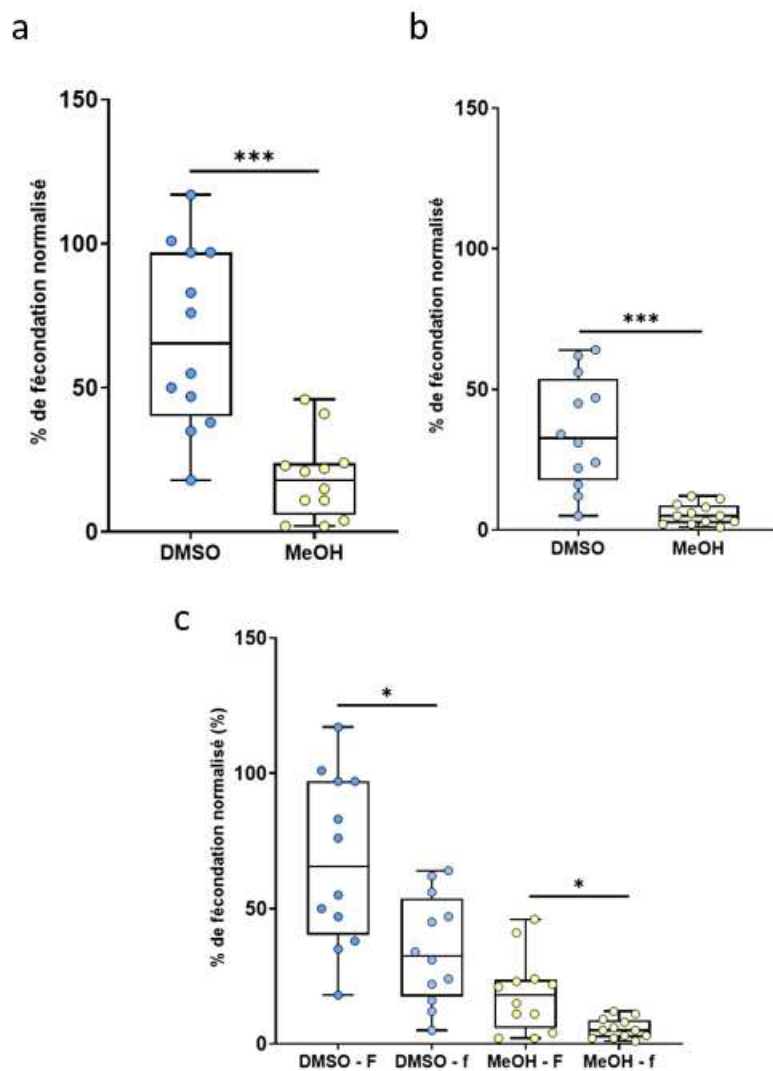 a
% de fécondation normalisé
150
100
50
0
***
DMSO
MeOH
b
% de fécondation normalisé
150
100
50
0
***
DMSO
MeOH
c
% de fécondation normalisé (%)
150
100
50
0
*
*
DMSO - F
DMSO - f
MeOH - F
MeOH - f